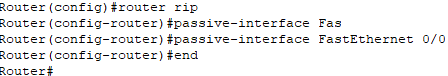 Router(config)#router rip
Router(config-router)#passive-interface Fas
Router(config-router)#passive-interface FastEthernet 0/0
Router(config-router)#end
Router#